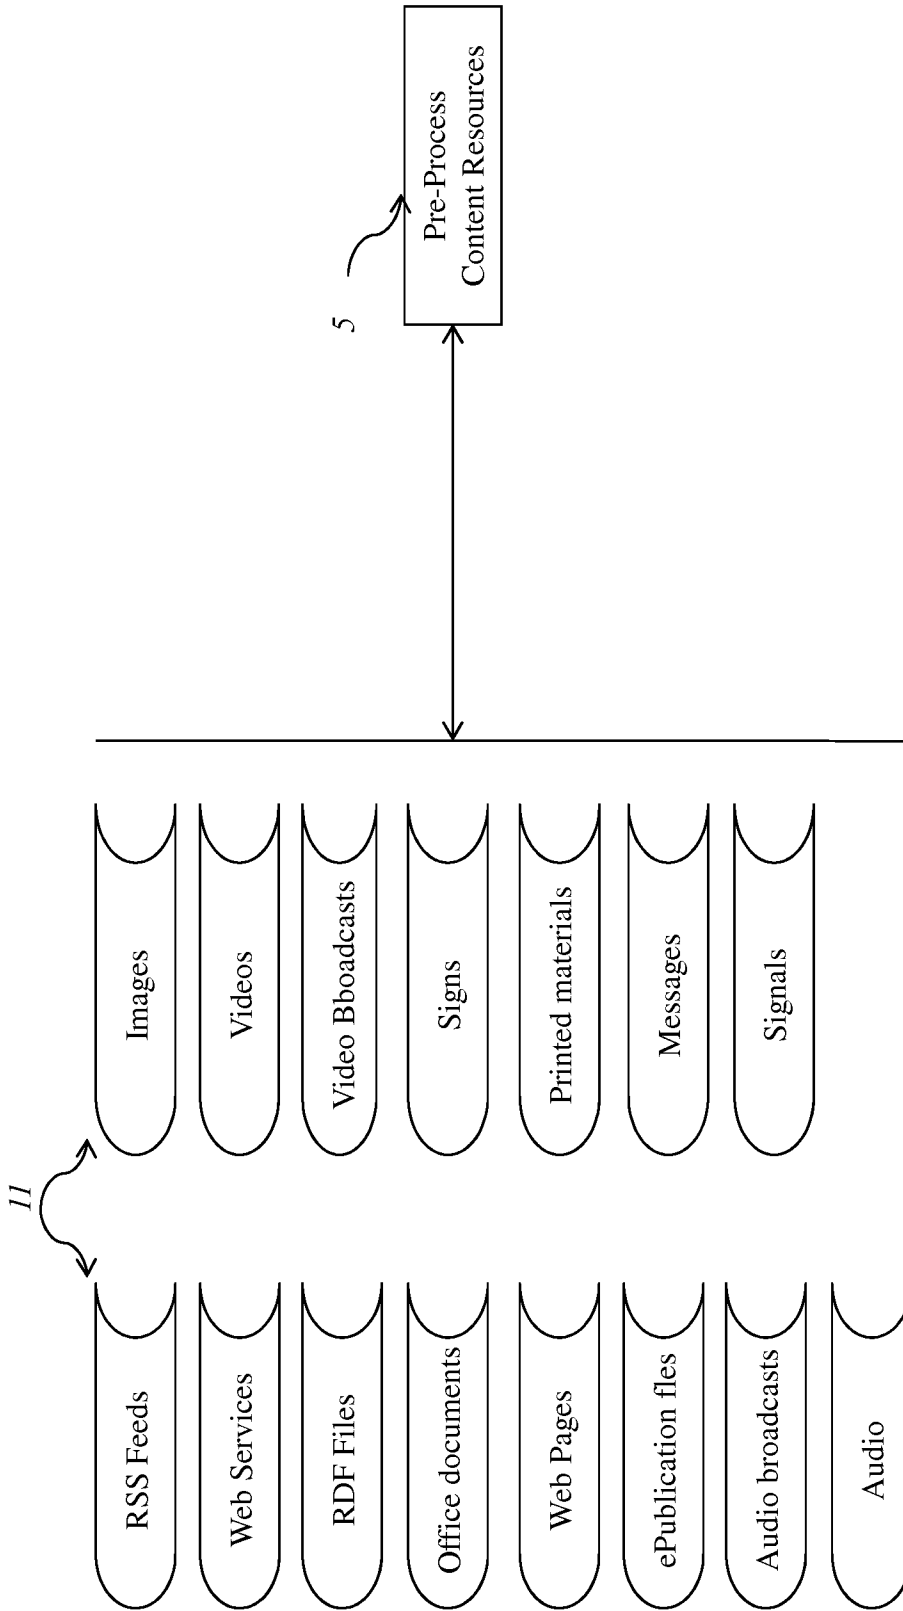 11
RSS Feeds
Web Services
RDF Files
Office documents
Web Pages
ePublication fles
Audio broadcasts
Audio
Images
Videos
Video Bboadcasts
Signs
Printed materials
Messages
Signals
5
Pre-Process
Content Resources